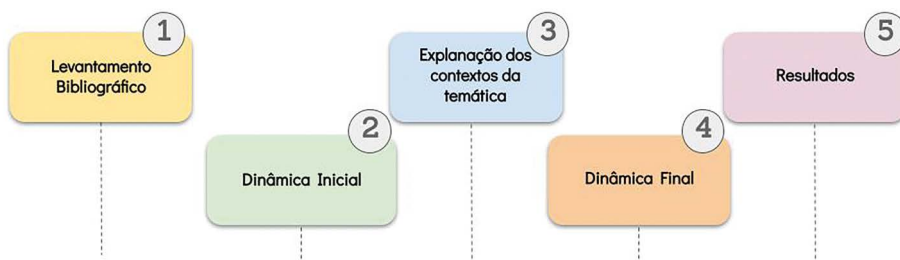 1
Levantamento
Bibliográfico
2
Dinâmica Inicial
3
Explanação dos
contextos da
temática
4
Dinâmica Final
5
Resultados